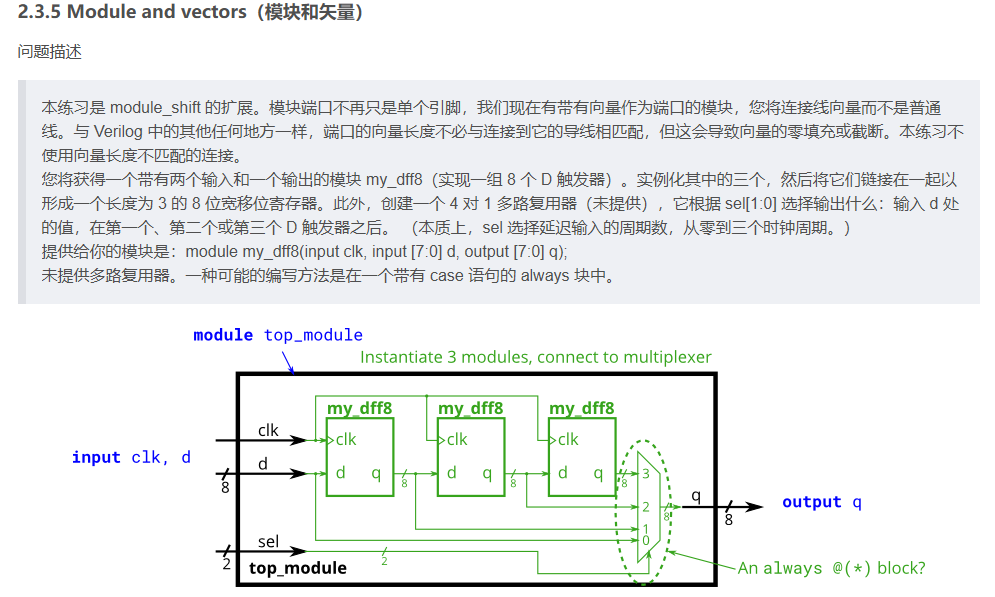 2.3.5 Module and vectors（模块和矢量）
问题描述
本练习是 module_shift 的扩展。模块端口不再只是单个引脚，我们现在有带有向量作为端口的模块，您将连接线向量而不是普通
线。与 Verilog 中的其他任何地方一样，端口的向量长度不必与连接到它的导线相匹配，但这会导致向量的零填充或截断。本练习不
使用向量长度不匹配的连接。
您将获得一个带有两个输入和一个输出的模块 my_dff8（实现一组 8 个 D 触发器）。实例化其中的三个，然后将它们链接在一起以
形成一个长度为 3 的 8 位宽移位寄存器。此外，创建一个 4 对 1 多路复用器（未提供），它根据 sel[1:0] 选择输出什么：输入 d 处
的值，在第一个、第二个或第三个 D 触发器之后。 （本质上，sel 选择延迟输入的周期数，从零到三个时钟周期。）
提供给你的模块是：module my_dff8(input clk, input [7:0] d, output [7:0] q);
未提供多路复用器。一种可能的编写方法是在一个带有 case 语句的 always 块中。
module top_module
Instantiate 3 modules, connect to multiplexer
my_dff8 my_dff8 my_dff8
clk clk clk clk
input clk, d
d d q d q d q 3
8 8 8 8
2 q output q
8 8
1
0
sel
2 2
top_module
An always @(*) block?